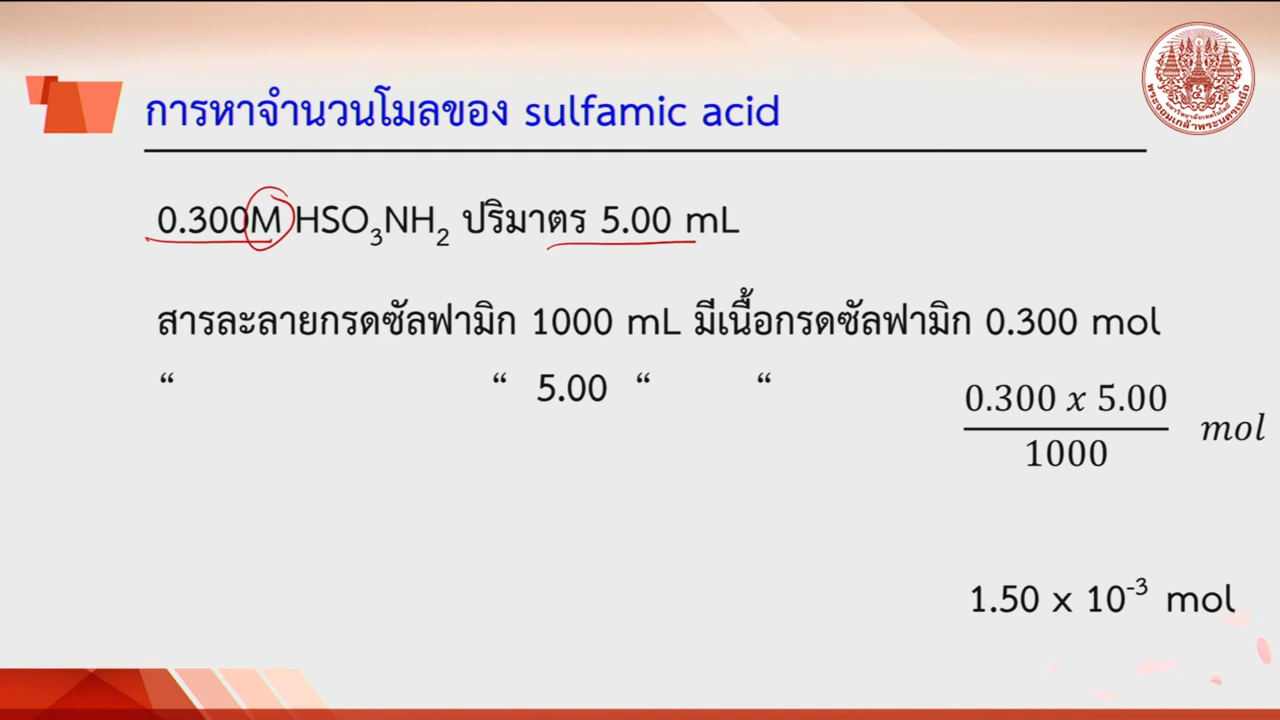 การหาจำนวนโมลของ sulfamic acid
0.300M HSO₃NH₂ ปริมาตร 5.00 mL
สารละลายกรดซัลฟามิก 1000 mL มีเนื้อกรดซัลฟามิก 0.300 mol
“ “ 5.00 “ “
0.300 x 5.00
1000
mol
1.50 x 10⁻³ mol